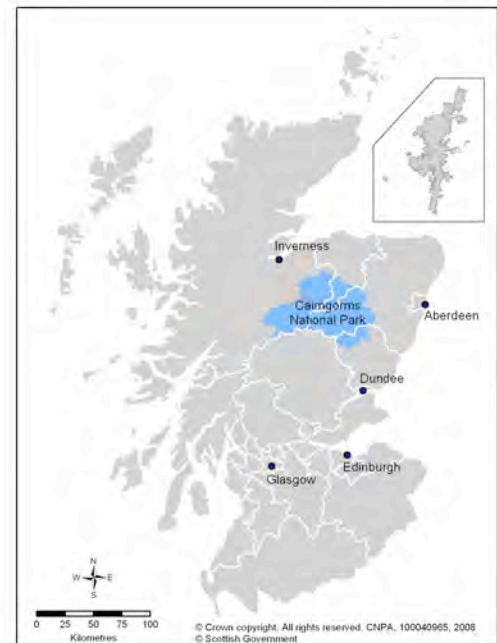 Inverness
Cairngorms
National Park
Aberdeen
Dundee
Edinburgh
Glasgow
N
W E
S
0 25 50 75 100
Kilometres
© Crown copyright. All rights reserved. CNPA, 100040965, 2008
© Scottish Government